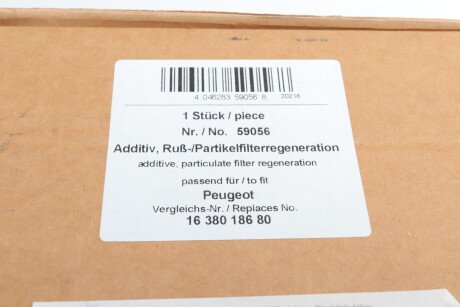 4 046283 59056 8 20216
1 Stück / piece
Nr. / No. 59056
Additiv, Ruß-/Partikelfilterregeneration
additive, particulate filter regeneration
passend für / to fit
Peugeot
Vergleichs-Nr. / Replaces No.
16 380 186 80